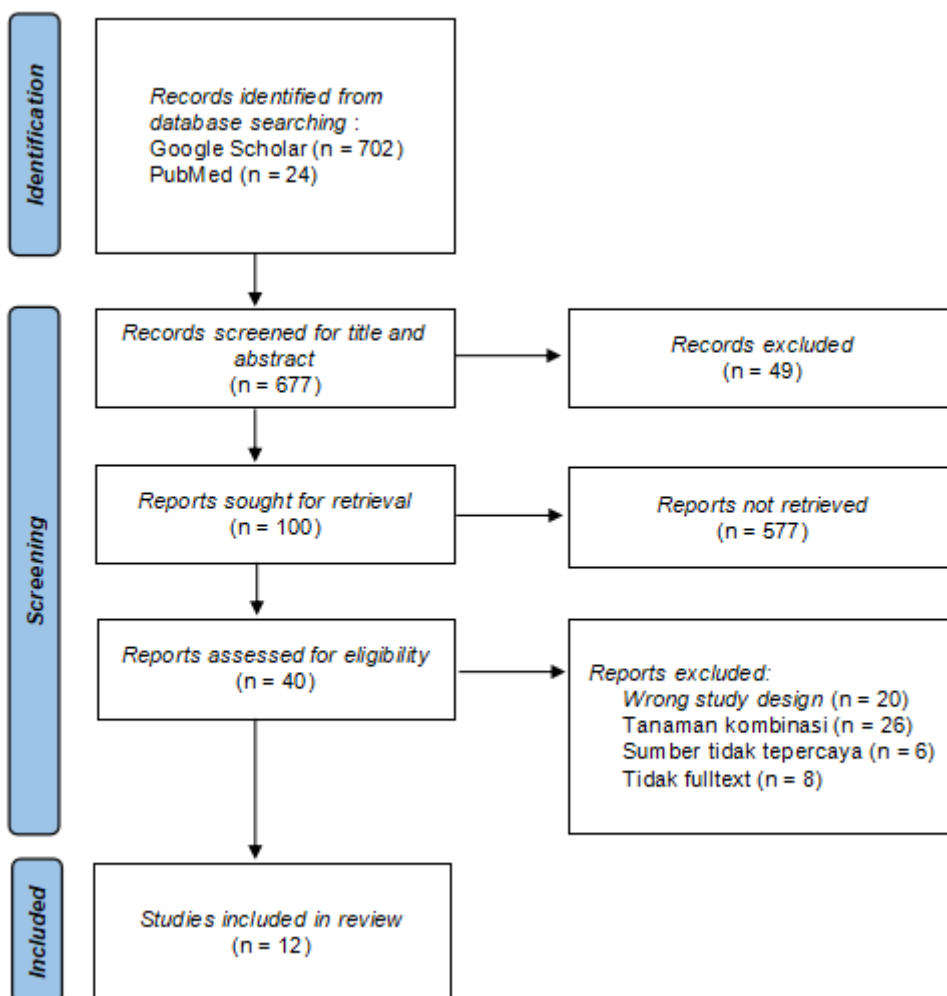 Identification
Records identified from
database searching :
Google Scholar (n = 702)
PubMed (n = 24)
Screening
Records screened for title and
abstract
(n = 677)
Records excluded
(n = 49)
Reports sought for retrieval
(n = 100)
Reports not retrieved
(n = 577)
Reports assessed for eligibility
(n = 40)
Reports excluded:
Wrong study design (n = 20)
Tanaman kombinasi (n = 26)
Sumber tidak tepercaya (n = 6)
Tidak fulltext (n = 8)
Included
Studies included in review
(n = 12)